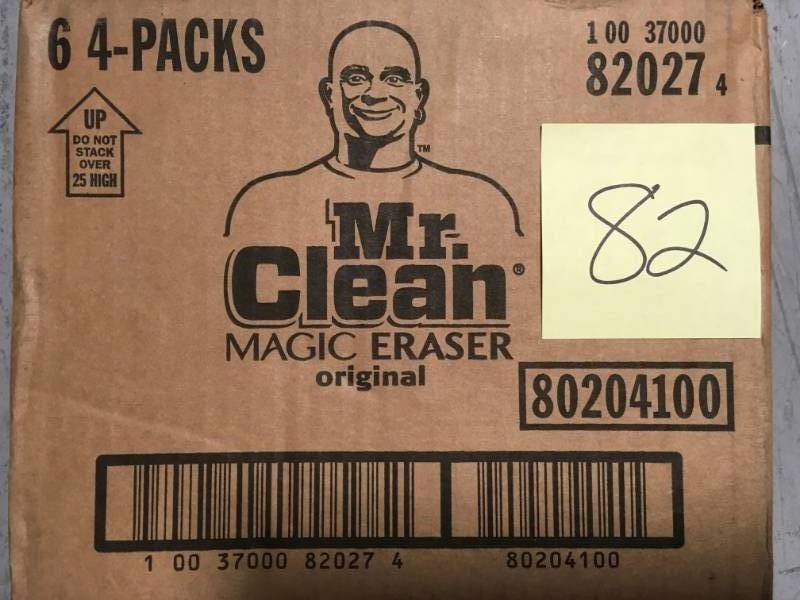 6 4-PACKS
1 00 37000
82027 4
UP
DO NOT
STACK
OVER
25 HIGH
TM
82
Mr.
Clean®
MAGIC ERASER
original
80204100
1 00 37000 82027 4
80204100